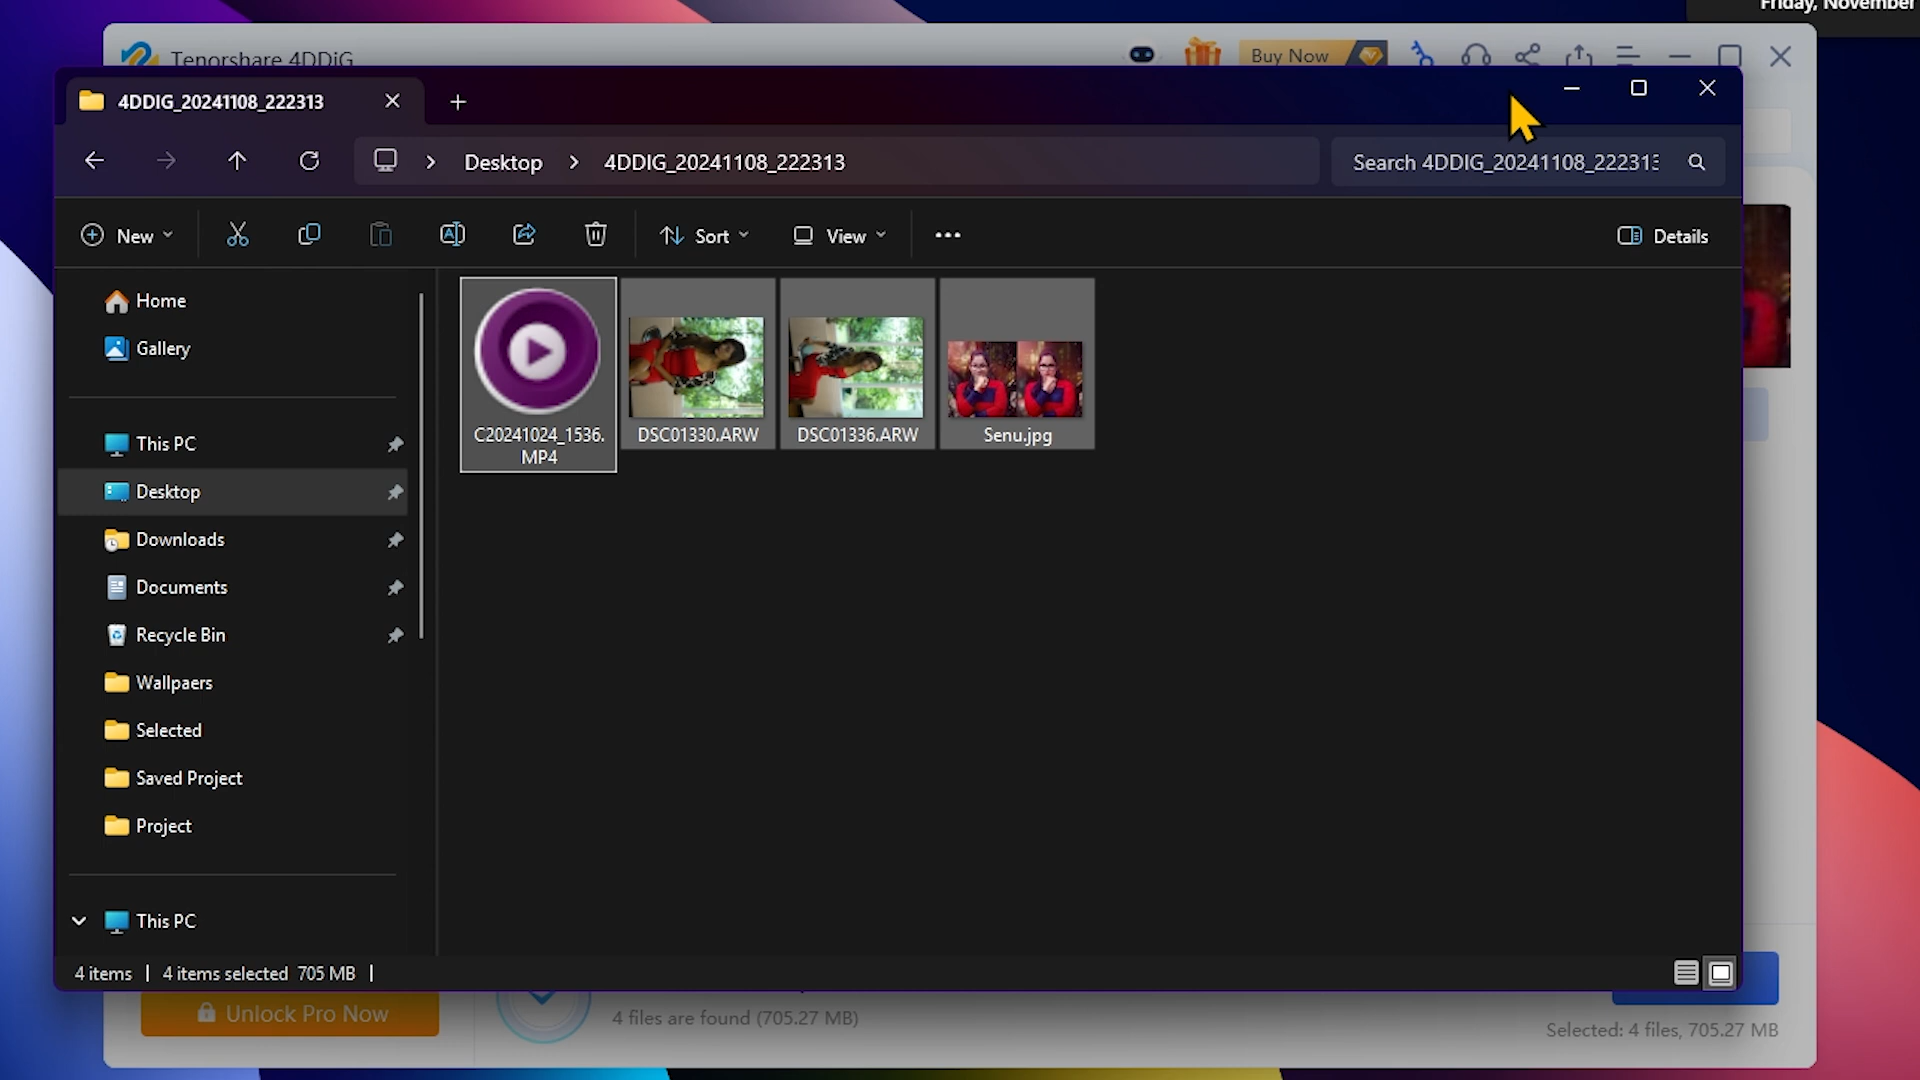 Friday, November
Tenorshare 4DDiG
Buy Now
4DDIG_20241108_222313
Desktop
4DDIG_20241108_222313
Search 4DDIG_20241108_222313
New
Sort
View
Details
Home
Gallery
This PC
Desktop
Downloads
Documents
Recycle Bin
Wallpaers
Selected
Saved Project
Project
This PC
C20241024_1536.
MP4
DSC01330.ARW
DSC01336.ARW
Senu.jpg
4 items
4 items selected 705 MB
Unlock Pro Now
4 files are found (705.27 MB)
Selected: 4 files, 705.27 MB